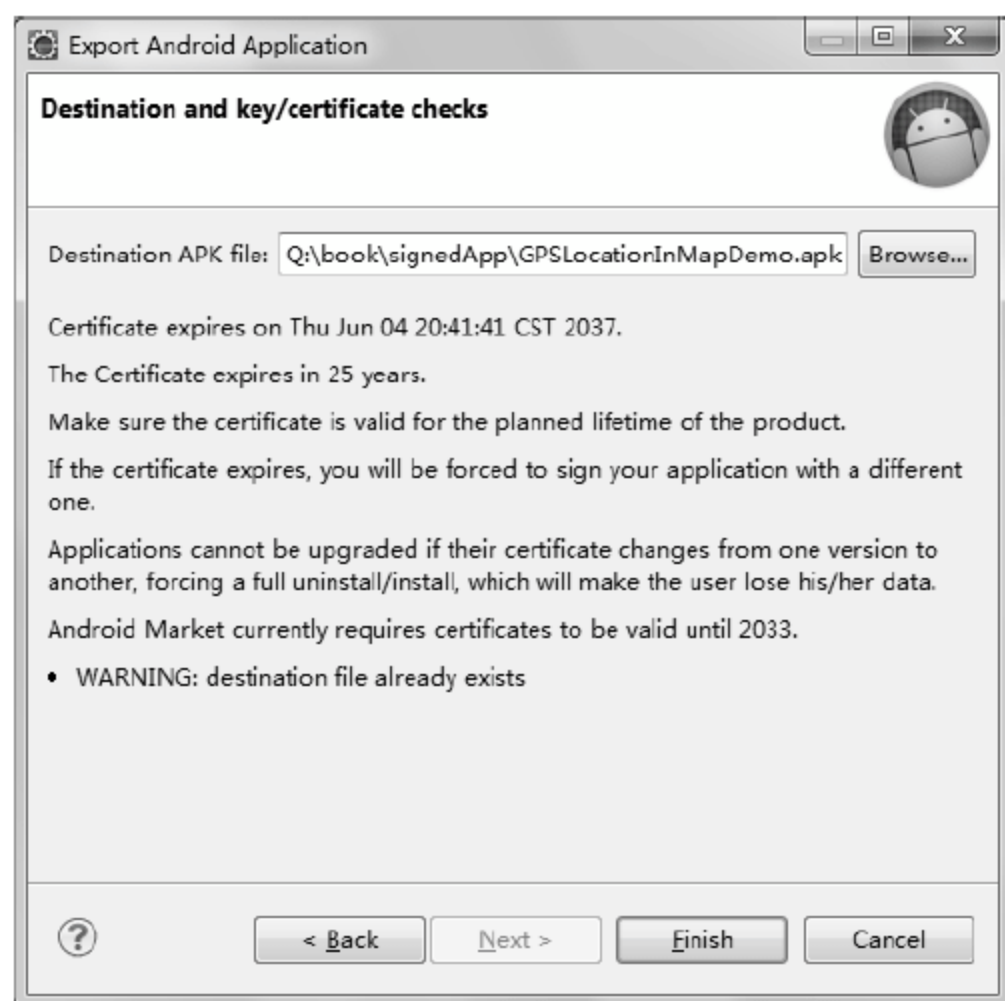 Export Android Application
Destination and key/certificate checks
Destination APK file: Q:\book\signedApp\GPSLocationInMapDemo.apk Browse...
Certificate expires on Thu Jun 04 20:41:41 CST 2037.
The Certificate expires in 25 years.
Make sure the certificate is valid for the planned lifetime of the product.
If the certificate expires, you will be forced to sign your application with a different
one.
Applications cannot be upgraded if their certificate changes from one version to
another, forcing a full uninstall/install, which will make the user lose his/her data.
Android Market currently requires certificates to be valid until 2033.
• WARNING: destination file already exists
? < Back Next > Finish Cancel